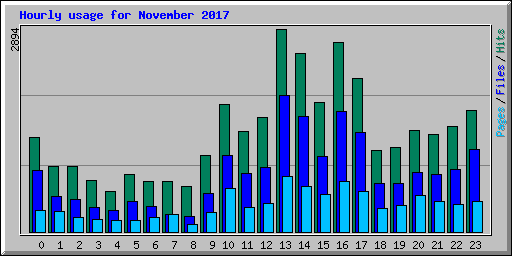 Hourly usage for November 2017
2894
Pages / Files / Hits
0 1 2 3 4 5 6 7 8 9 10 11 12 13 14 15 16 17 18 19 20 21 22 23